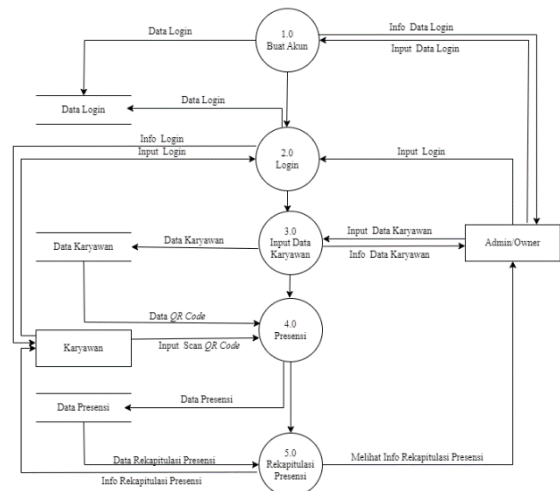 1.0
Buat Akun
Data Login
Info Data Login
Input Data Login
Data Login
Data Login
Info Login
Input Login
2.0
Login
Input Login
Data Karyawan
Data Karyawan
3.0
Input Data
Karyawan
Input Data Karyawan
Info Data Karyawan
Admin/Owner
Data QR Code
4.0
Presensi
Karyawan
Input Scan QR Code
Data Presensi
Data Presensi
Data Rekapitulasi Presensi
Info Rekapitulasi Presensi
5.0
Rekapitulasi
Presensi
Melihat Info Rekapitulasi Presensi